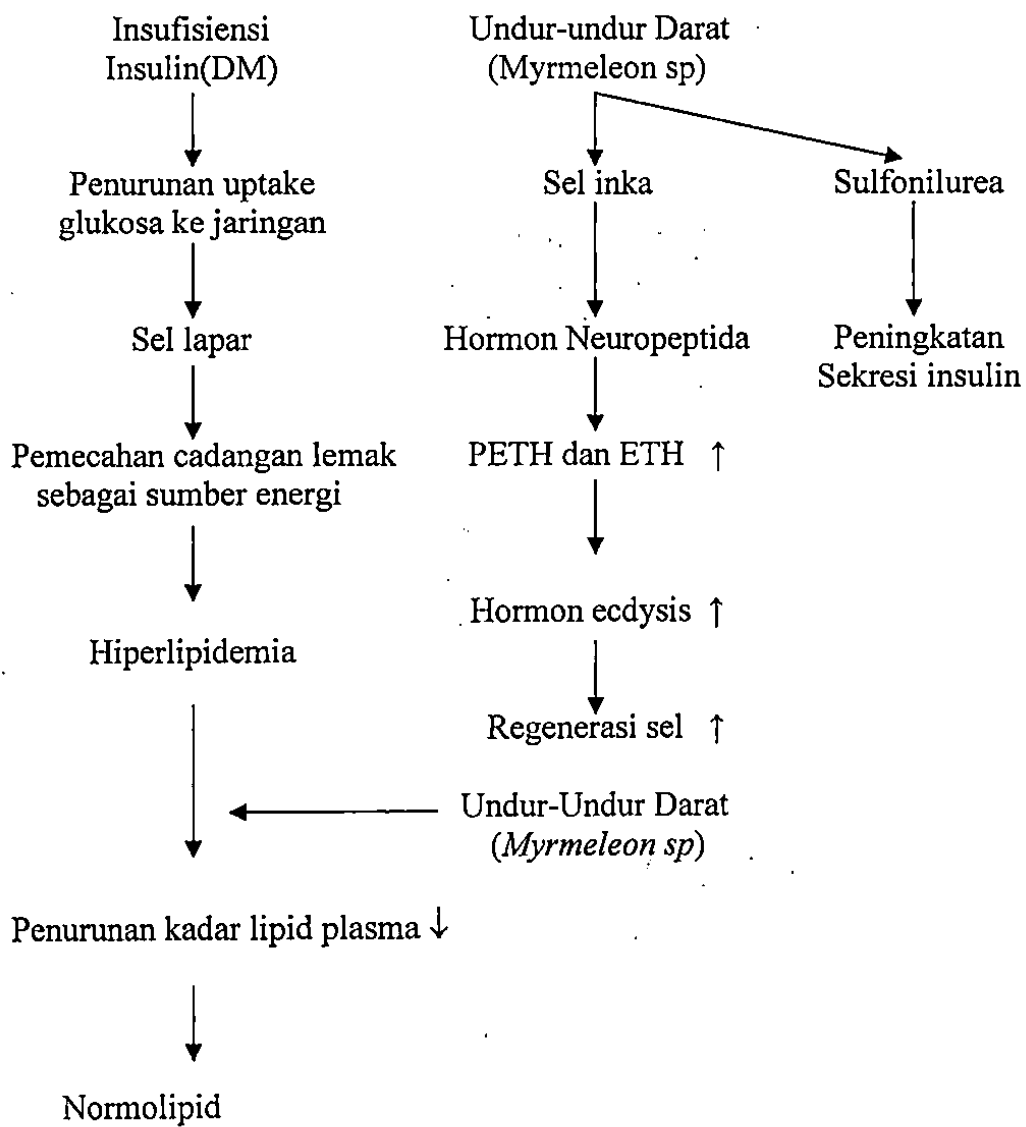 Insufisiensi
Insulin(DM)
Undur-undur Darat
(Myrmeleon sp)
Penurunan uptake
glukosa ke jaringan
Sel inka
Sulfonilurea
Sel lapar
Hormon Neuropeptida
Peningkatan
Sekresi insulin
Pemecahan cadangan lemak
sebagai sumber energi
PETH dan ETH ↑
Hormon ecdysis ↑
Hiperlipidemia
Regenerasi sel ↑
Undur-Undur Darat
(Myrmeleon sp)
Penurunan kadar lipid plasma ↓
Normolipid